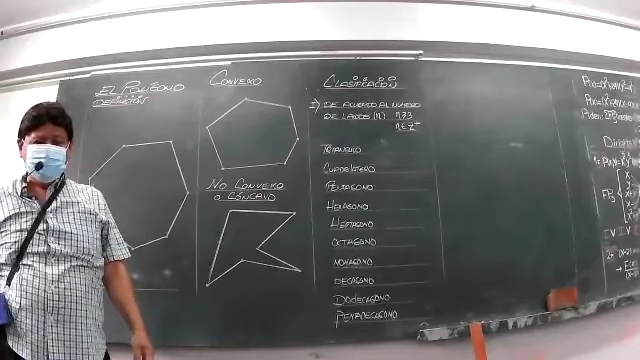 EL POLÍGONO
DEFINICIÓN
CONVEXO
NO CONVEXO
O CÓNCAVO
CLASIFICACIÓN
I) DE ACUERDO AL NÚMERO
DE LADOS (n) n≥3
n∈Z⁺
TRIÁNGULO
CUADRILÁTERO
PENTÁGONO
HEXÁGONO
HEPTÁGONO
OCTÁGONO
NONÁGONO
DECÁGONO
DODECÁGONO
PENTADECÁGONO